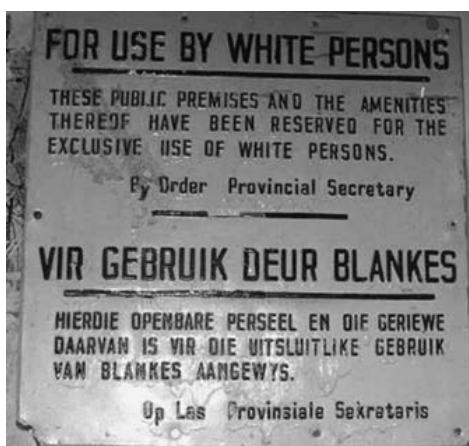 FOR USE BY WHITE PERSONS
THESE PUBLIC PREMISES AND THE AMENITIES
THEREOF HAVE BEEN RESERVED FOR THE
EXCLUSIVE USE OF WHITE PERSONS.
By Order Provincial Secretary
VIR GEBRUIK DEUR BLANKES
HIERDIE OPENBARE PERSEEL EN DIE GERIEWE
DAARVAN IS VIR DIE UITSLUITLIKE GEBRUIK
VAN BLANKES AANGEWYS.
Op Las Provinsiale Sekretaris